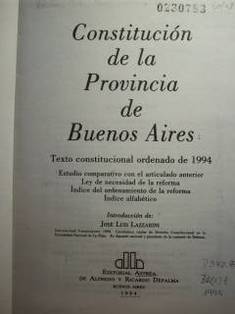 0230753
Constitución
de la
Provincia
de
Buenos Aires
Texto constitucional ordenado de 1994
Estudio comparativo con el articulado anterior
Ley de necesidad de la reforma
Índice del ordenamiento de la reforma
Índice alfabético
Introducción de:
José Luis Lazzarini
EDITORIAL ASTREA
DE ALFREDO Y RICARDO DEPALMA
BUENOS AIRES
1994